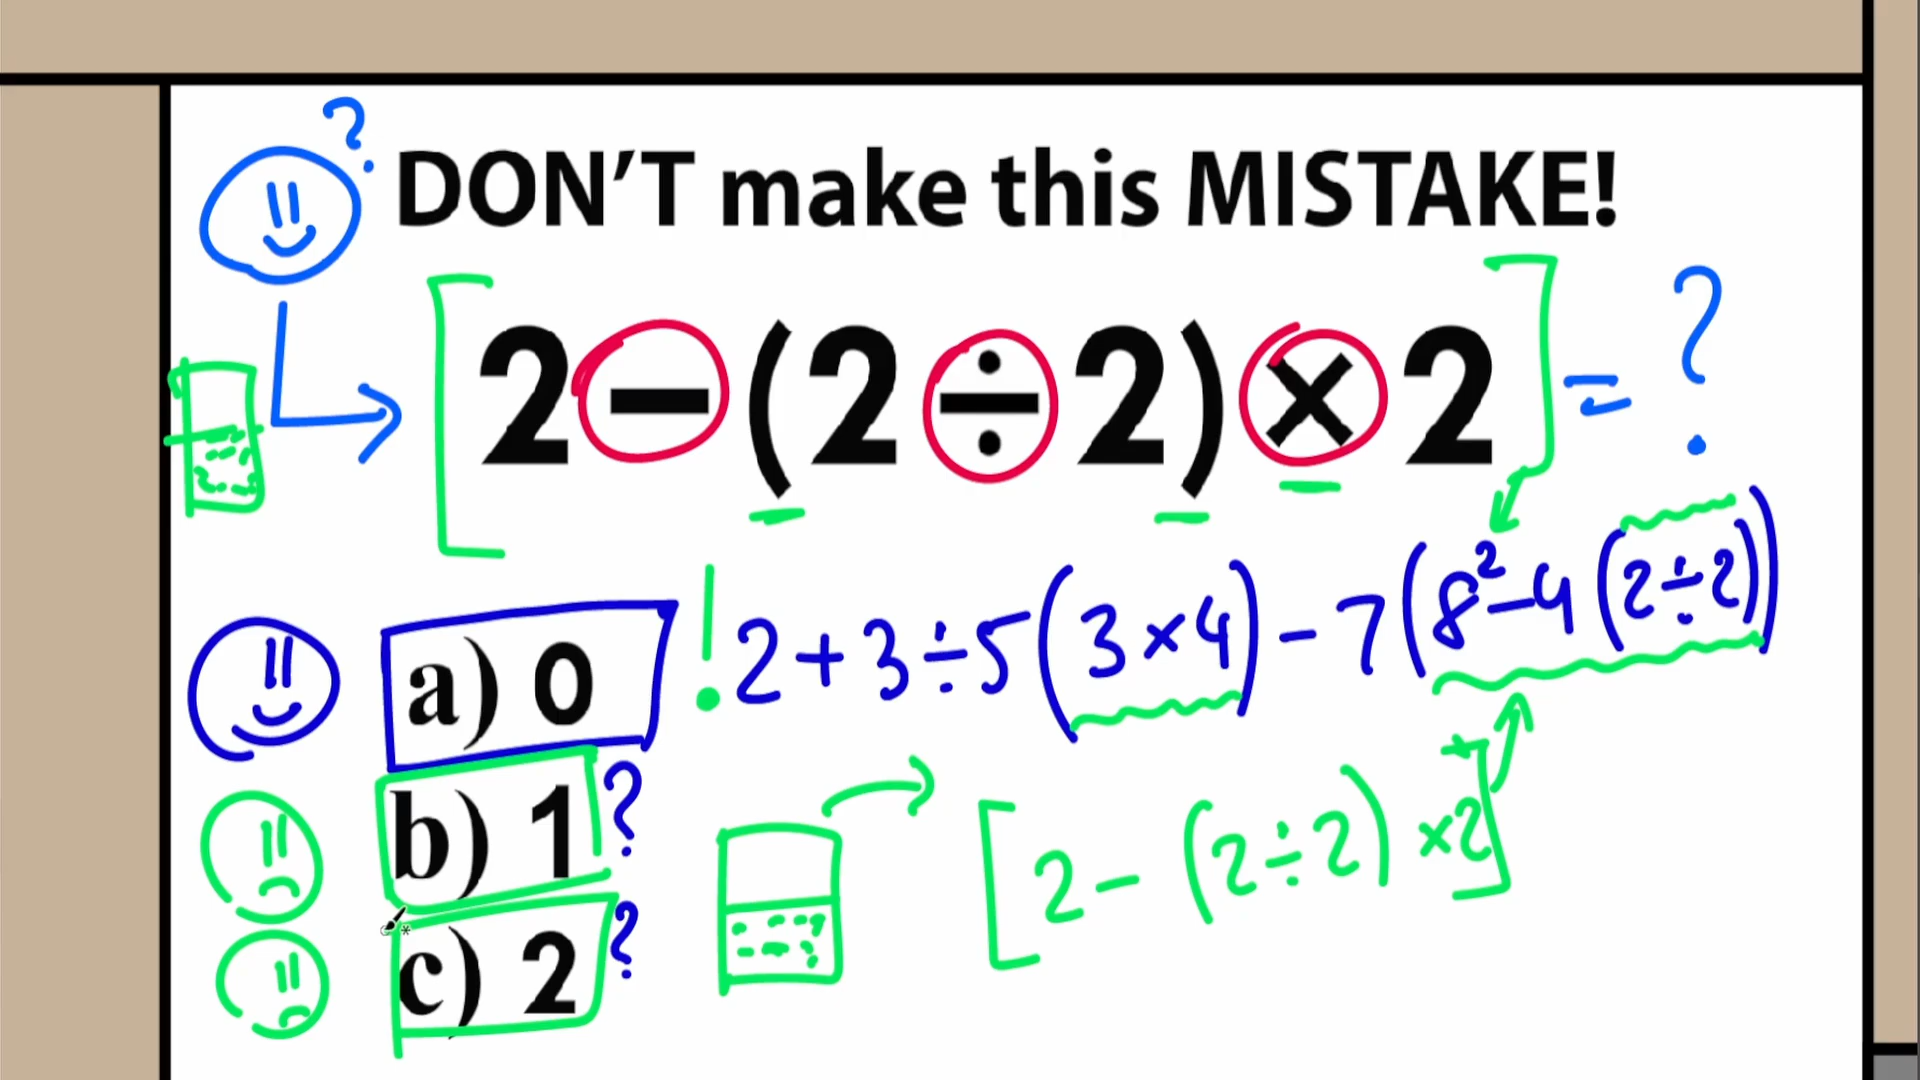 ?
DON'T make this MISTAKE!
[2 − (2 ÷ 2) × 2] = ?
a) 0 ! 2 + 3 ÷ 5 (3 × 4) − 7 (8² − 4 (2 ÷ 2))
b) 1 ?
[2 − (2 ÷ 2) × 2]
c) 2 ?